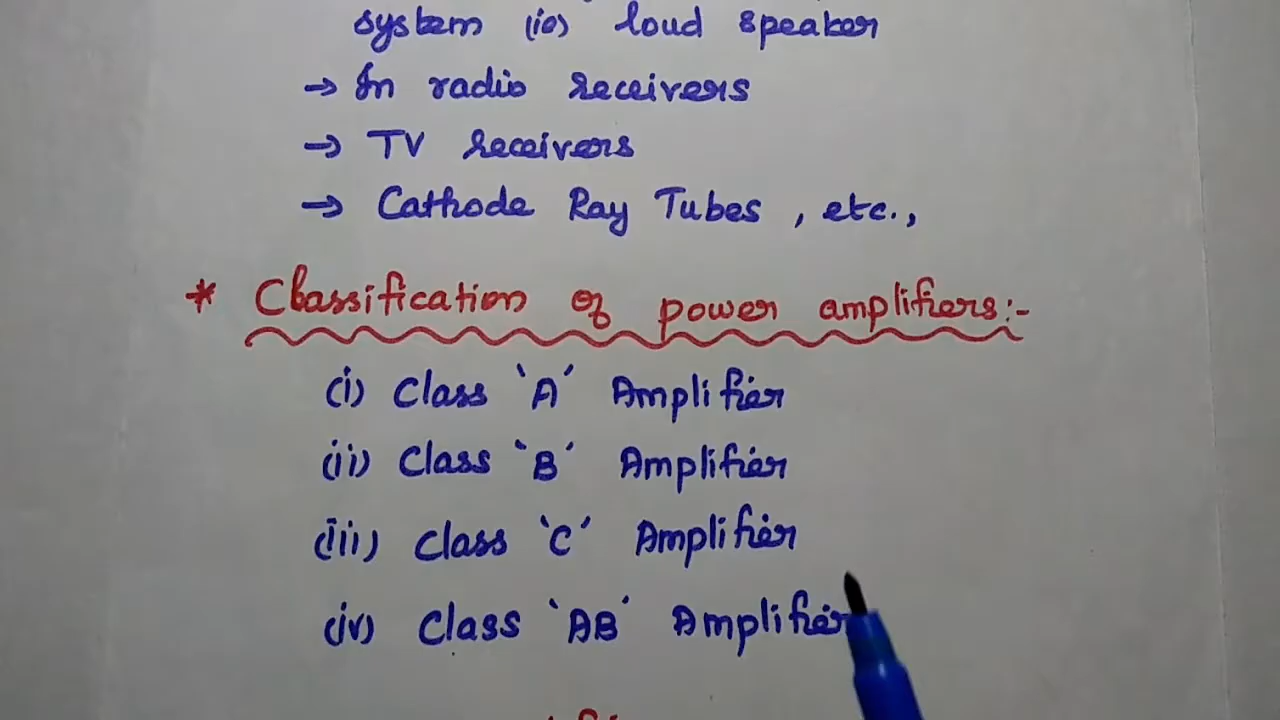 system (ie) loud speaker
→ In radio receivers
→ TV receivers
→ Cathode Ray Tubes, etc.,
* Classification of power amplifiers:-
(i) Class 'A' Amplifier
(ii) Class 'B' Amplifier
(iii) Class 'C' Amplifier
(iv) Class 'AB' Amplifier